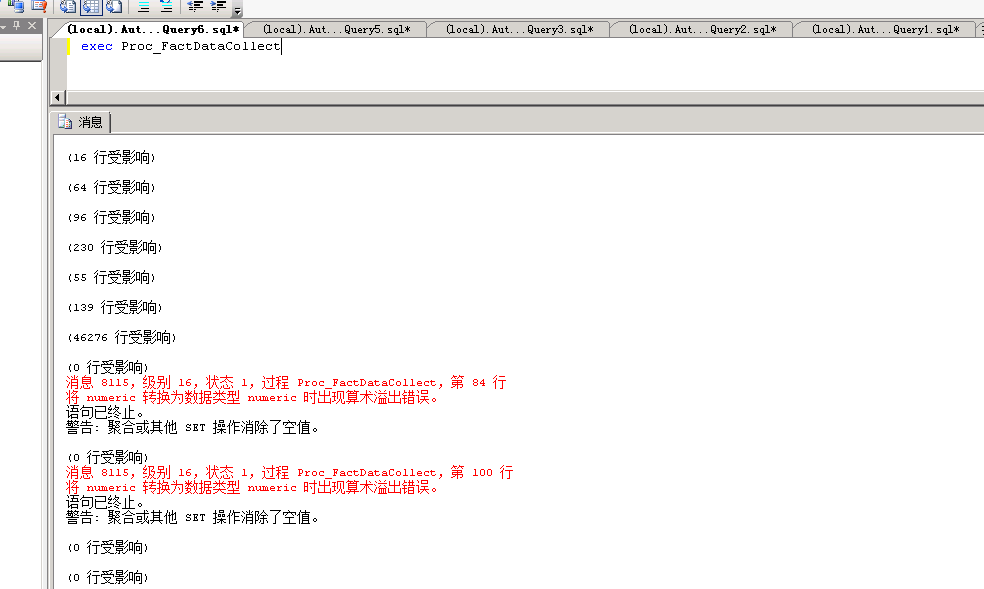 (local).Aut...Query6.sql* (local).Aut...Query5.sql* (local).Aut...Query3.sql* (local).Aut...Query2.sql* (local).Aut...Query1.sql*
exec Proc_FactDataCollect
消息
(16 行受影响)
(64 行受影响)
(96 行受影响)
(230 行受影响)
(55 行受影响)
(139 行受影响)
(46276 行受影响)
(0 行受影响)
消息 8115，级别 16，状态 1，过程 Proc_FactDataCollect，第 84 行
将 numeric 转换为数据类型 numeric 时出现算术溢出错误。
语句已终止。
警告: 聚合或其他 SET 操作消除了空值。
(0 行受影响)
消息 8115，级别 16，状态 1，过程 Proc_FactDataCollect，第 100 行
将 numeric 转换为数据类型 numeric 时出现算术溢出错误。
语句已终止。
警告: 聚合或其他 SET 操作消除了空值。
(0 行受影响)
(0 行受影响)